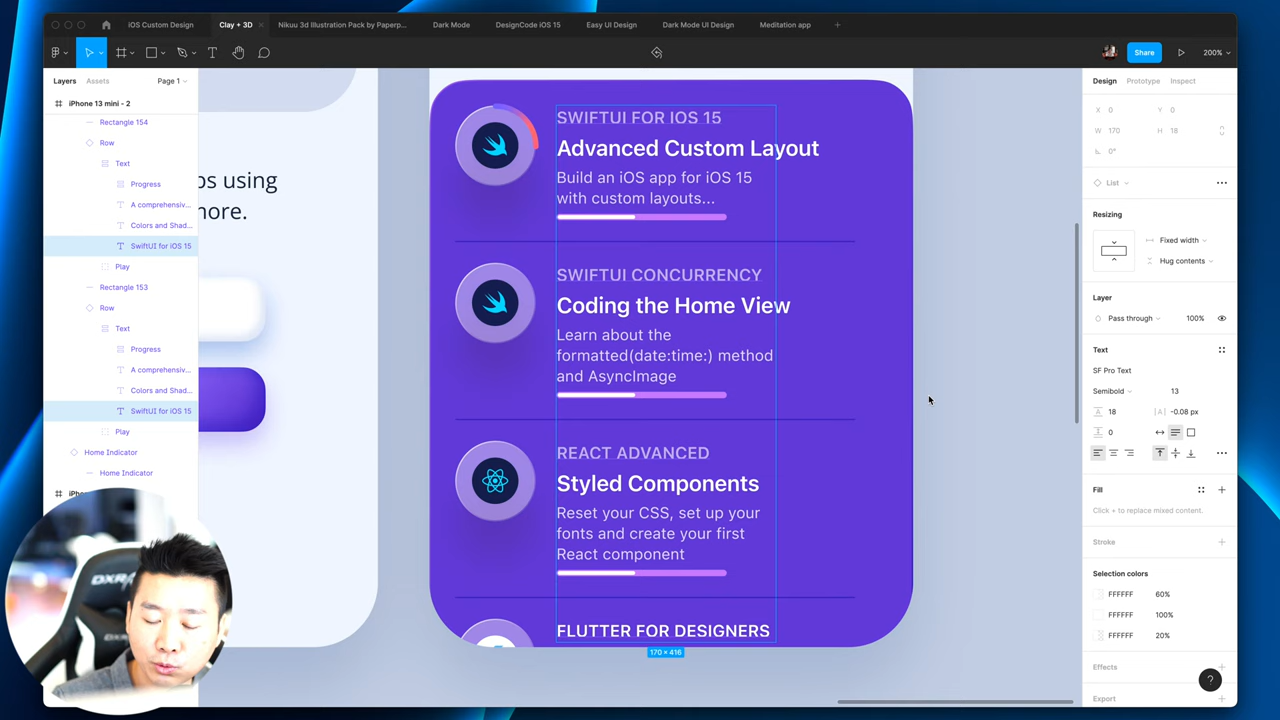 iOS Custom Design
Clay + 3D
Nikuu 3d Illustration Pack by Paperp...
Dark Mode
DesignCode iOS 15
Easy UI Design
Dark Mode UI Design
Meditation app
Share
200%
Layers
Assets
Page 1
iPhone 13 mini - 2
Rectangle 154
Row
Text
Progress
A comprehensiv...
Colors and Shad...
SwiftUI for iOS 15
Play
Rectangle 153
Row
Text
Progress
A comprehensiv...
Colors and Shad...
SwiftUI for iOS 15
Play
Home Indicator
Home Indicator
ps using
more.
SWIFTUI FOR IOS 15
Advanced Custom Layout
Build an iOS app for iOS 15
with custom layouts...
SWIFTUI CONCURRENCY
Coding the Home View
Learn about the
formatted(date:time:) method
and AsyncImage
REACT ADVANCED
Styled Components
Reset your CSS, set up your
fonts and create your first
React component
FLUTTER FOR DESIGNERS
170 × 416
Design
Prototype
Inspect
X 0
Y 0
W 170
H 18
0°
List
Resizing
Fixed width
Hug contents
Layer
Pass through
100%
Text
SF Pro Text
Semibold
13
18
-0.08 px
0
Fill
Click + to replace mixed content.
Stroke
Selection colors
FFFFFF 60%
FFFFFF 100%
FFFFFF 20%
Effects
Export
?
DXR